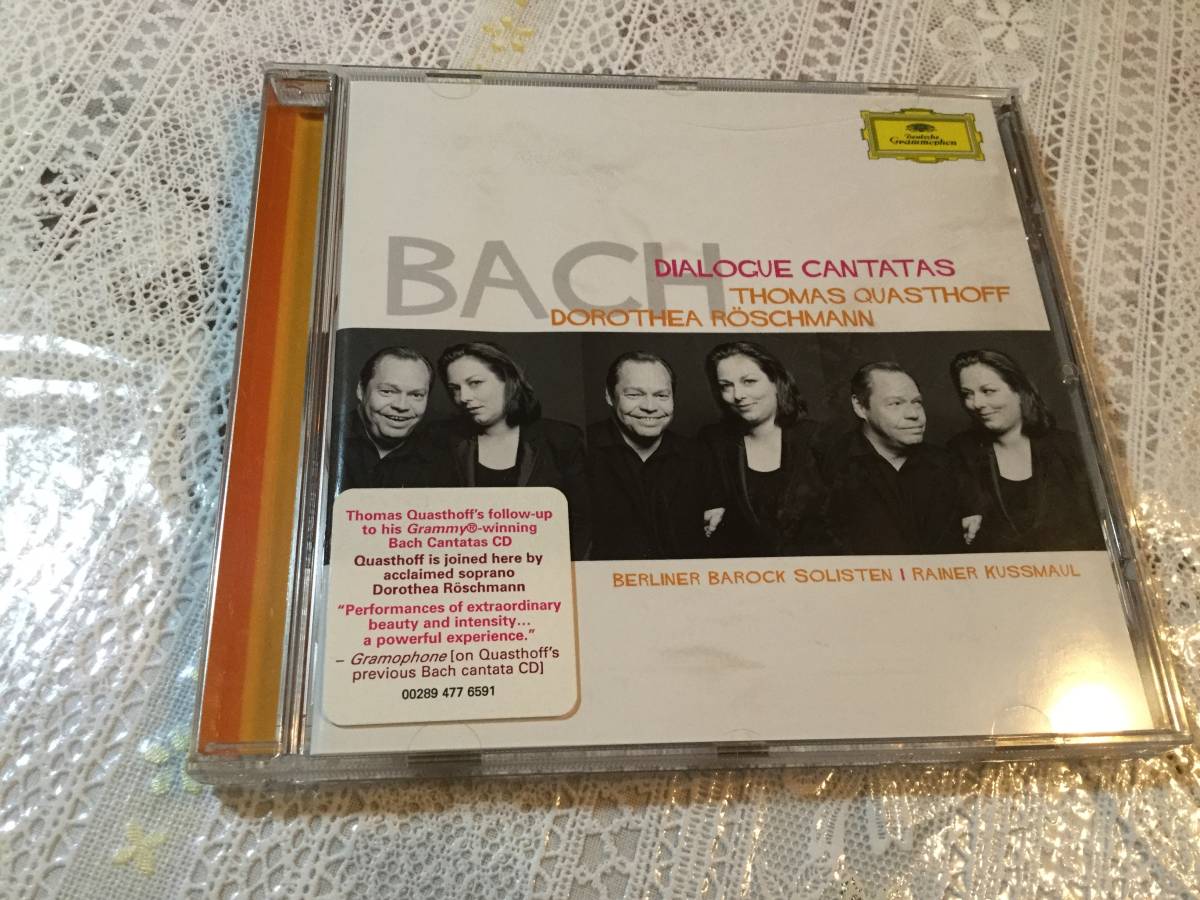 Deutsche
Grammophon
BACH
DIALOGUE CANTATAS
THOMAS QUASTHOFF
DOROTHEA RÖSCHMANN
BERLINER BAROCK SOLISTEN | RAINER KUSSMAUL
Thomas Quasthoff's follow-up
to his Grammy®-winning
Bach Cantatas CD
Quasthoff is joined here by
acclaimed soprano
Dorothea Röschmann
“Performances of extraordinary
beauty and intensity...
a powerful experience.”
– Gramophone [on Quasthoff's
previous Bach cantata CD]
00289 477 6591